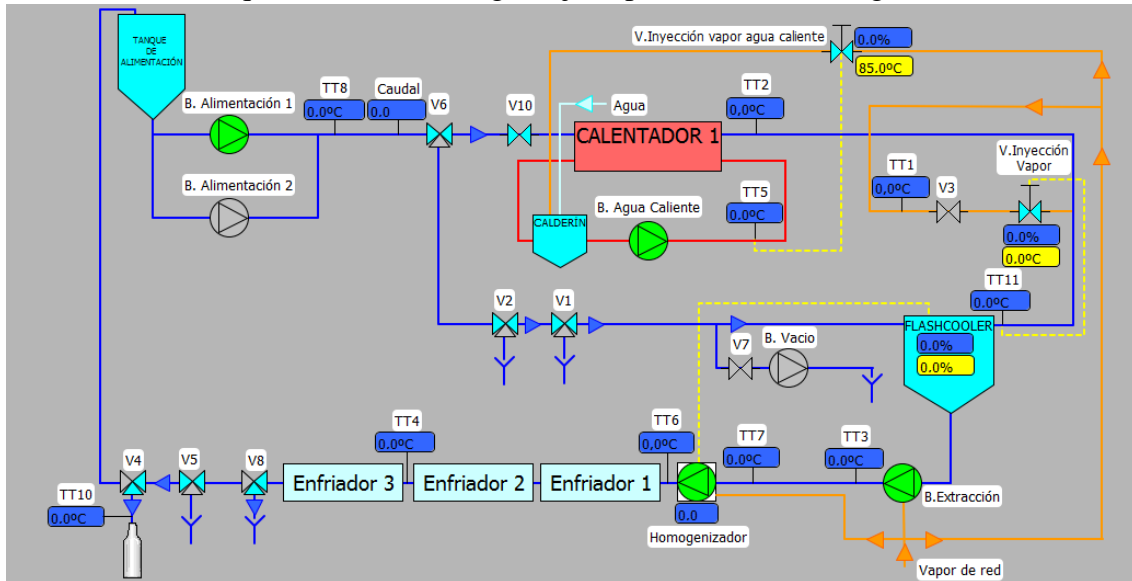 TANQUE
DE
ALIMENTACIÓN
B. Alimentación 1
B. Alimentación 2
TT8
0.0ºC
Caudal
0.0
V6
V10
Agua
CALENTADOR 1
CALDERÍN
B. Agua Caliente
TT2
0,0ºC
TT5
0.0ºC
V.Inyección vapor agua caliente
0.0%
85.0ºC
TT1
0,0ºC
V3
V.Inyección
Vapor
0.0%
0.0ºC
TT11
0.0ºC
V2
V1
V7
B. Vacio
FLASHCOOLER
0.0%
0.0%
V4
V5
V8
TT10
0.0ºC
Enfriador 3
TT4
0.0ºC
Enfriador 2
Enfriador 1
TT6
0,0ºC
0.0
Homogenizador
TT7
0.0ºC
TT3
0.0ºC
B.Extracción
Vapor de red